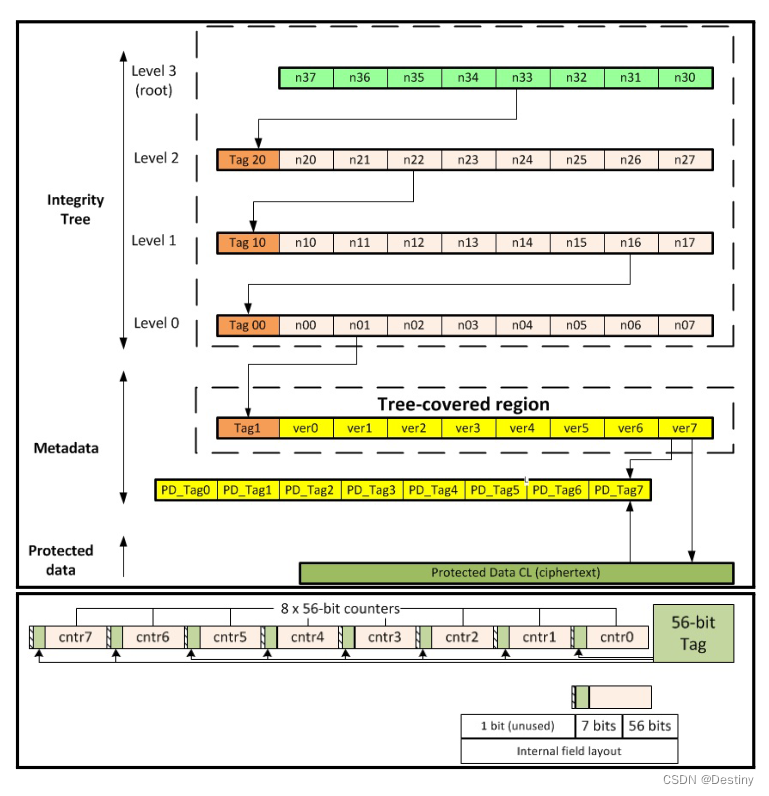 Level 3
(root)
n37 n36 n35 n34 n33 n32 n31 n30
Level 2
Tag 20 n20 n21 n22 n23 n24 n25 n26 n27
Integrity
Tree
Level 1
Tag 10 n10 n11 n12 n13 n14 n15 n16 n17
Level 0
Tag 00 n00 n01 n02 n03 n04 n05 n06 n07
Tree-covered region
Tag1 ver0 ver1 ver2 ver3 ver4 ver5 ver6 ver7
Metadata
PD_Tag0 PD_Tag1 PD_Tag2 PD_Tag3 PD_Tag4 PD_Tag5 PD_Tag6 PD_Tag7
Protected
data
Protected Data CL (ciphertext)
8 x 56-bit counters
cntr7 cntr6 cntr5 cntr4 cntr3 cntr2 cntr1 cntr0
56-bit
Tag
1 bit (unused) 7 bits 56 bits
Internal field layout
CSDN @Destiny